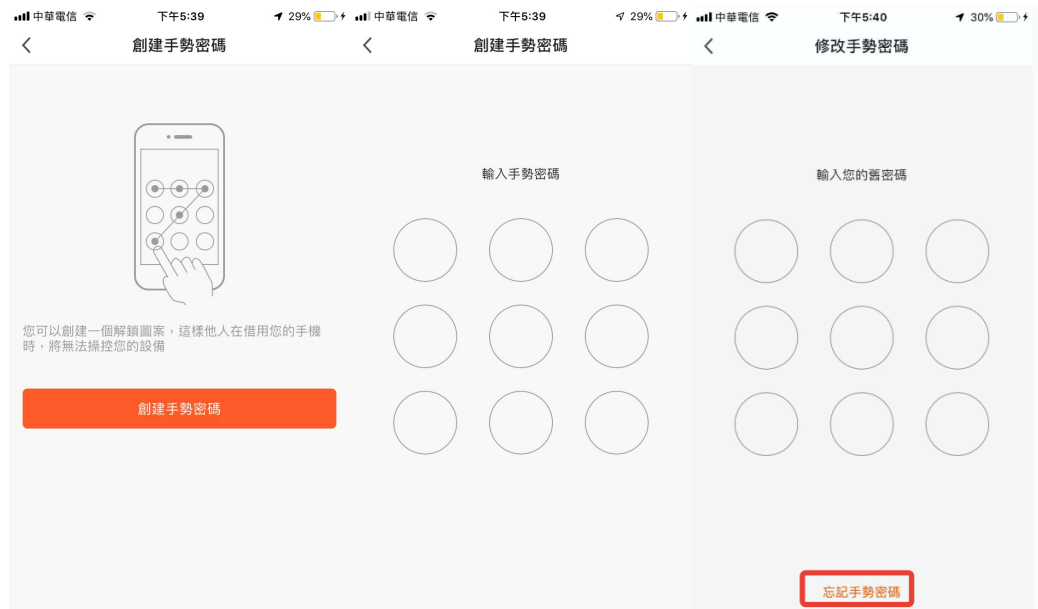 中華電信 下午5:39 29%
創建手勢密碼
您可以創建一個解鎖圖案，這樣他人在借用您的手機
時，將無法操控您的設備
創建手勢密碼
中華電信 下午5:39 29%
創建手勢密碼
輸入手勢密碼
中華電信 下午5:40 30%
修改手勢密碼
輸入您的舊密碼
忘記手勢密碼